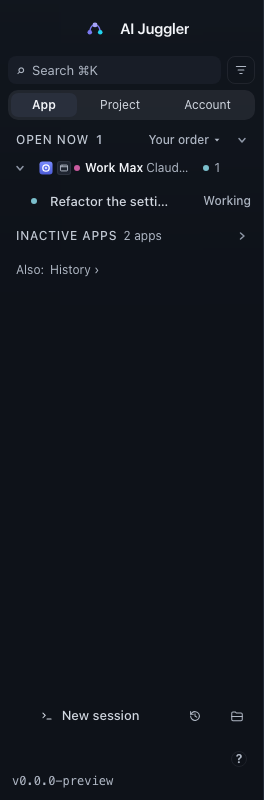 AI Juggler
Search ⌘K
App Project Account
OPEN NOW 1 Your order
Work Max Claud... 1
Refactor the setti... Working
INACTIVE APPS 2 apps
Also: History ›
New session
?
v0.0.0-preview